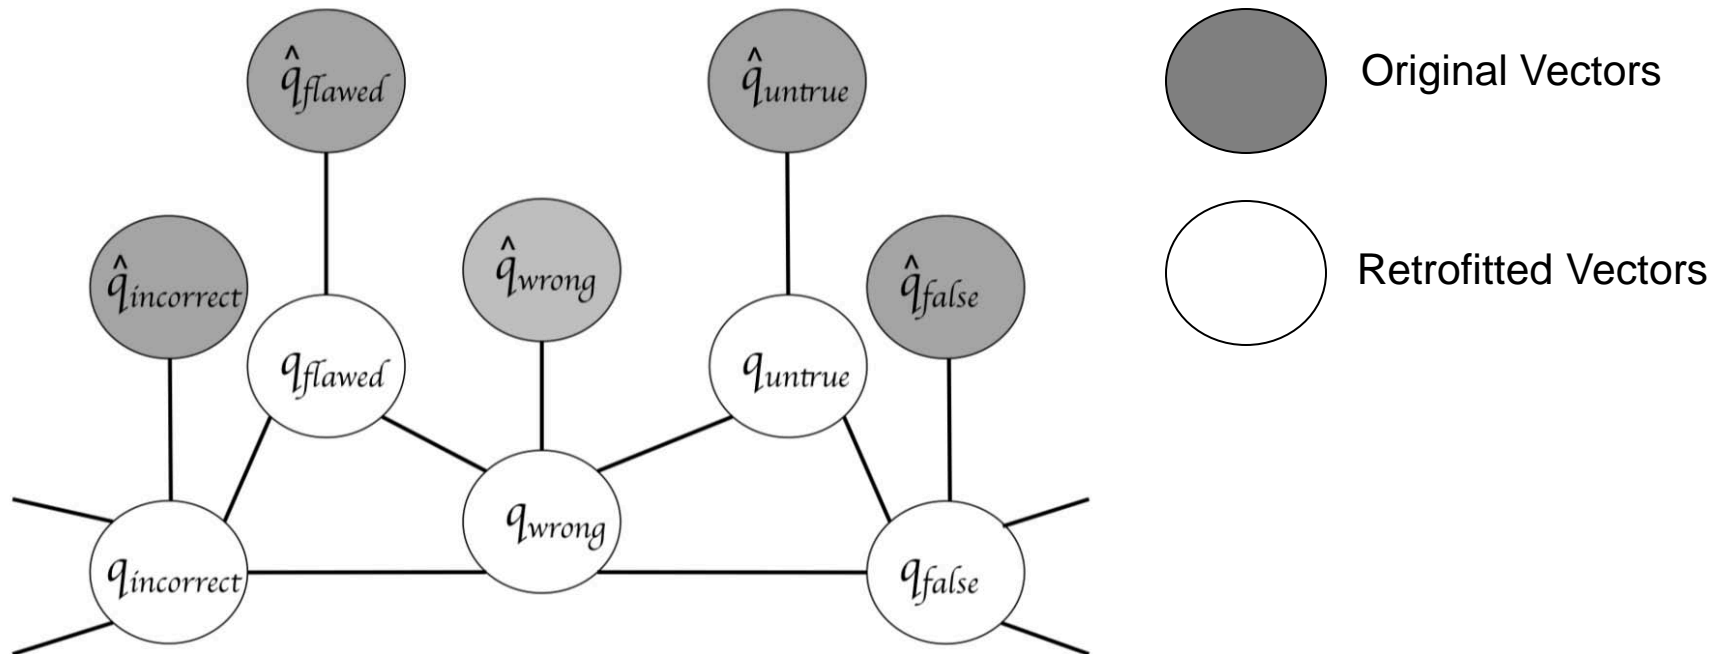 q̂flawed
q̂untrue
Original Vectors
q̂incorrect
q̂wrong
q̂false
Retrofitted Vectors
qflawed
quntrue
qwrong
qincorrect
qfalse